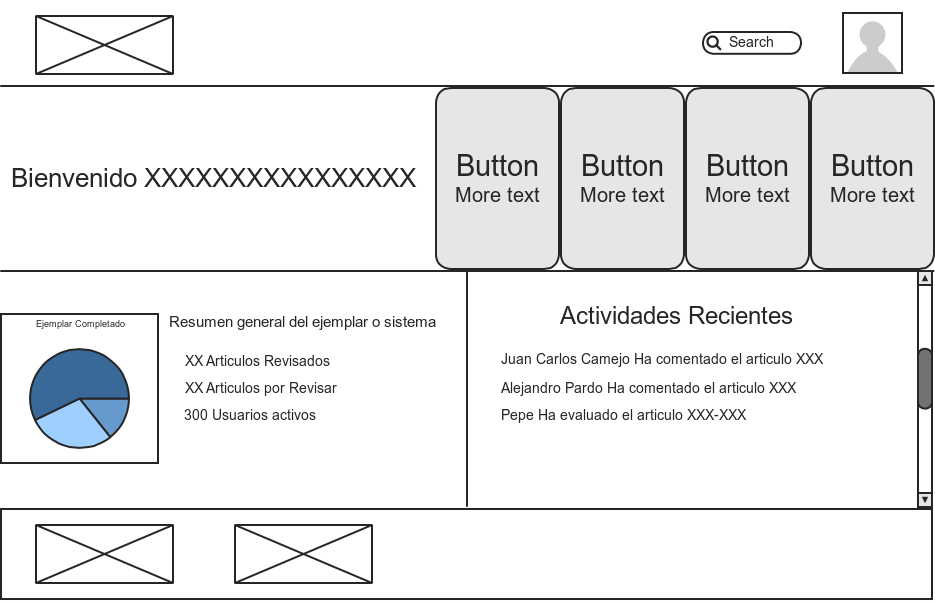 Search
Bienvenido XXXXXXXXXXXXXXXX
Button
More text
Button
More text
Button
More text
Button
More text
Ejemplar Completado
Resumen general del ejemplar o sistema
XX Articulos Revisados
XX Articulos por Revisar
300 Usuarios activos
Actividades Recientes
Juan Carlos Camejo Ha comentado el articulo XXX
Alejandro Pardo Ha comentado el articulo XXX
Pepe Ha evaluado el articulo XXX-XXX